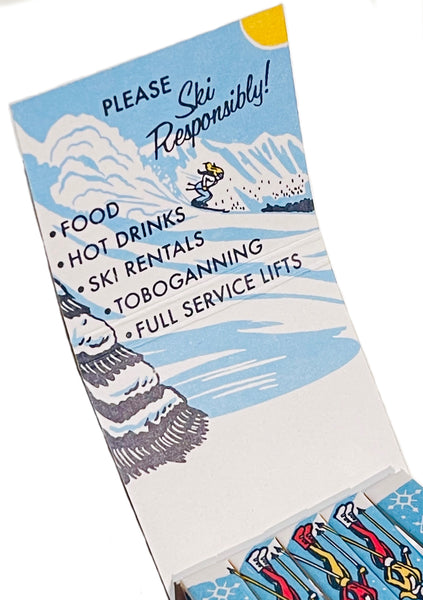 PLEASE Ski
Responsibly!
• FOOD
• HOT DRINKS
• SKI RENTALS
• TOBOGANNING
• FULL SERVICE LIFTS